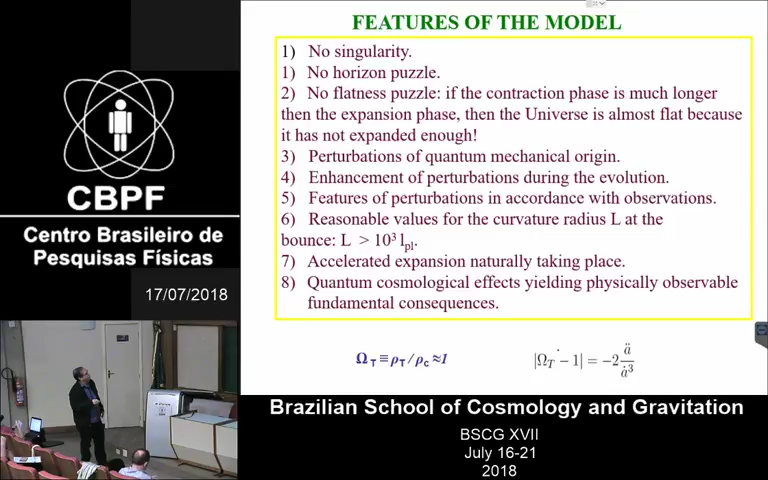 FEATURES OF THE MODEL
1) No singularity.
1) No horizon puzzle.
2) No flatness puzzle: if the contraction phase is much longer
then the expansion phase, then the Universe is almost flat because
it has not expanded enough!
3) Perturbations of quantum mechanical origin.
4) Enhancement of perturbations during the evolution.
5) Features of perturbations in accordance with observations.
6) Reasonable values for the curvature radius L at the
bounce: L > 10³ lₚₗ.
7) Accelerated expansion naturally taking place.
8) Quantum cosmological effects yielding physically observable
fundamental consequences.
Ω_T ≡ ρ_T / ρ_c ≈ 1
|Ω_T ˙− 1| = −2 ä/ȧ³
CBPF
Centro Brasileiro de
Pesquisas Físicas
17/07/2018
Brazilian School of Cosmology and Gravitation
BSCG XVII
July 16-21
2018